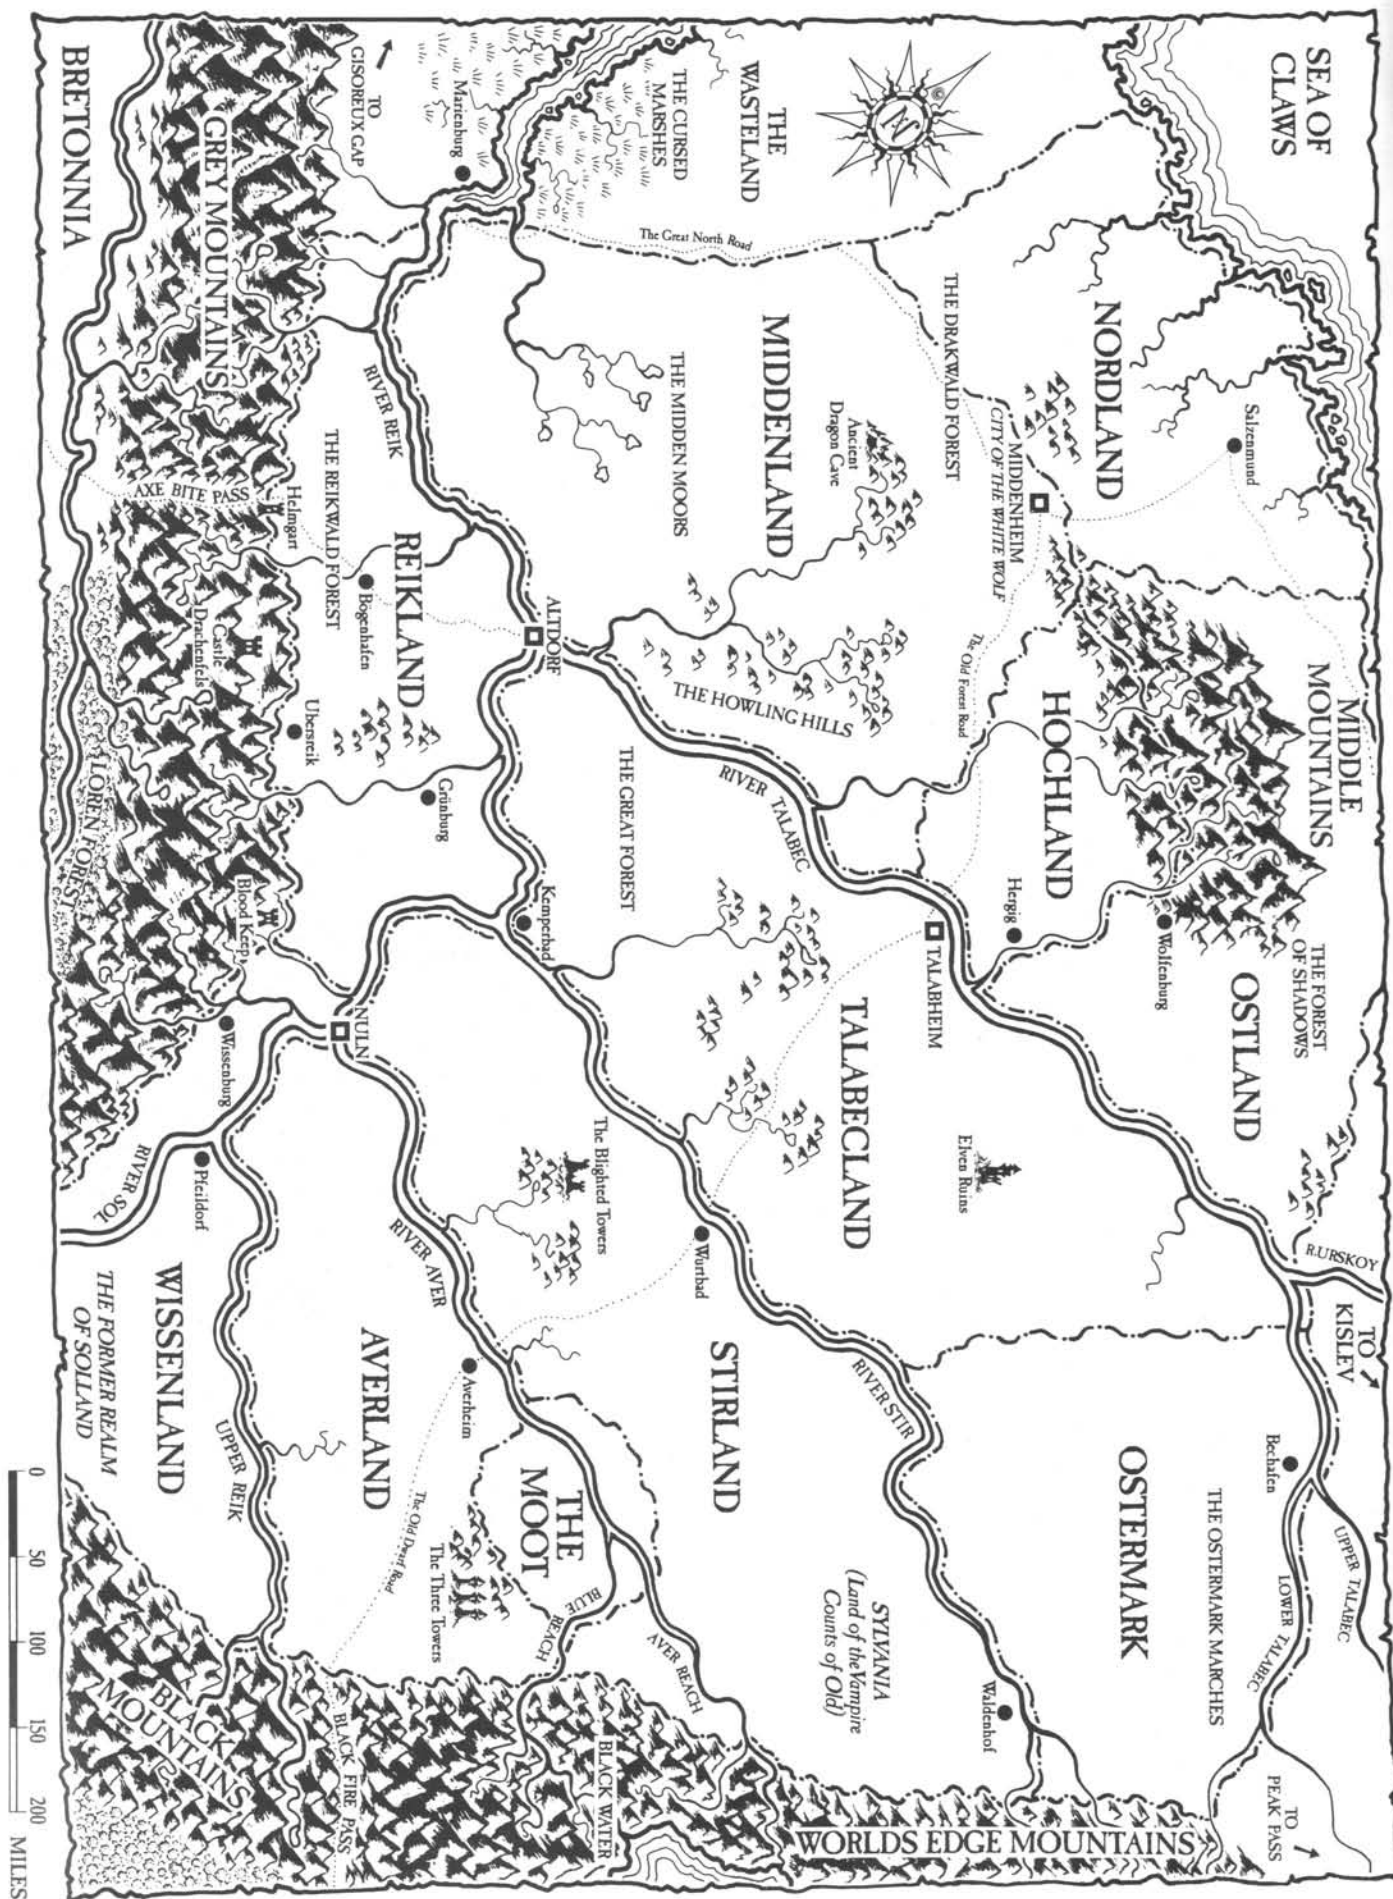 SEA OF
CLAWS
THE
WASTELAND
THE CURSED
MARSHES
Marienburg
TO
GISOREUX GAP
GREY MOUNTAINS
BRETONNIA
N
©
The Great North Road
NORDLAND
Salzenmund
THE DRAKWALD FOREST
MIDDENHEIM
CITY OF THE WHITE WOLF
MIDDENLAND
Ancient
Dragon Cave
THE MIDDEN MOORS
RIVER REIK
THE REIKWALD FOREST
AXE BITE PASS
Helmgart
REIKLAND
Bögenhafen
ALTDORF
Castle
Drachenfels
Ubersreik
Grünburg
LOREN FOREST
Blood Keep
MIDDLE
MOUNTAINS
HOCHLAND
The Old Forest Road
THE HOWLING HILLS
RIVER TALABEC
THE GREAT FOREST
Kemperbad
Hergig
Wolfenburg
THE FOREST
OF SHADOWS
OSTLAND
TALABHEIM
TALABECLAND
NULN
Wissenburg
Pfeildorf
RIVER SOL
Elven Ruins
The Blighted Towers
Wurtbad
RIVER AVER
R.URSKOY
TO
KISLEV
WISSENLAND
THE FORMER REALM
OF SOLLAND
AVERLAND
Averheim
STIRLAND
RIVER STIR
UPPER REIK
THE
MOOT
The Old Dwarf Road
The Three Towers
BLUE
REACH
AVER REACH
OSTERMARK
Bechafen
THE OSTERMARK MARCHES
UPPER TALABEC
LOWER TALABEC
SYLVANIA
(Land of the Vampire
Counts of Old)
Waldenhof
TO
PEAK PASS
WORLDS EDGE MOUNTAINS
BLACK WATER
BLACK FIRE PASS
BLACK
MOUNTAINS
0 50 100 150 200 MILES